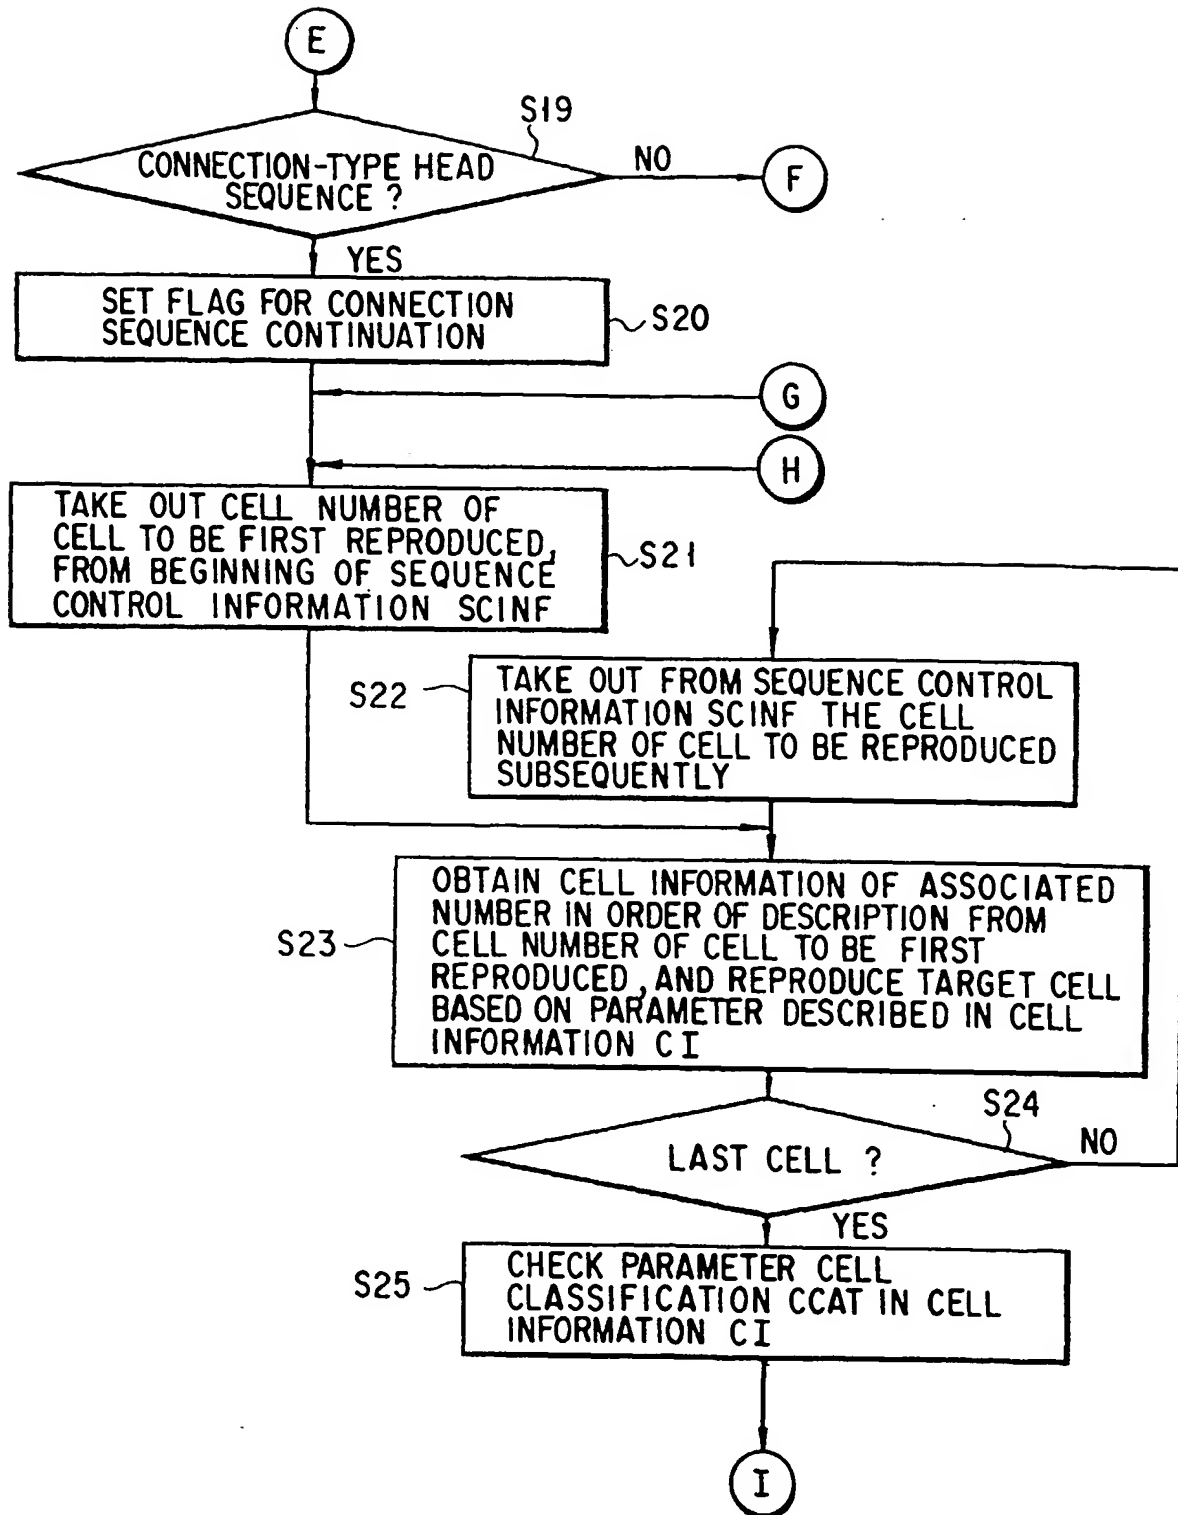 E
S19
CONNECTION-TYPE HEAD
SEQUENCE ?
NO
F
YES
SET FLAG FOR CONNECTION
SEQUENCE CONTINUATION
S20
G
H
TAKE OUT CELL NUMBER OF
CELL TO BE FIRST REPRODUCED,
FROM BEGINNING OF SEQUENCE
CONTROL INFORMATION SCINF
S21
S22
TAKE OUT FROM SEQUENCE CONTROL
INFORMATION SCINF THE CELL
NUMBER OF CELL TO BE REPRODUCED
SUBSEQUENTLY
S23
OBTAIN CELL INFORMATION OF ASSOCIATED
NUMBER IN ORDER OF DESCRIPTION FROM
CELL NUMBER OF CELL TO BE FIRST
REPRODUCED, AND REPRODUCE TARGET CELL
BASED ON PARAMETER DESCRIBED IN CELL
INFORMATION CI
S24
LAST CELL ?
NO
YES
S25
CHECK PARAMETER CELL
CLASSIFICATION CCAT IN CELL
INFORMATION CI
I